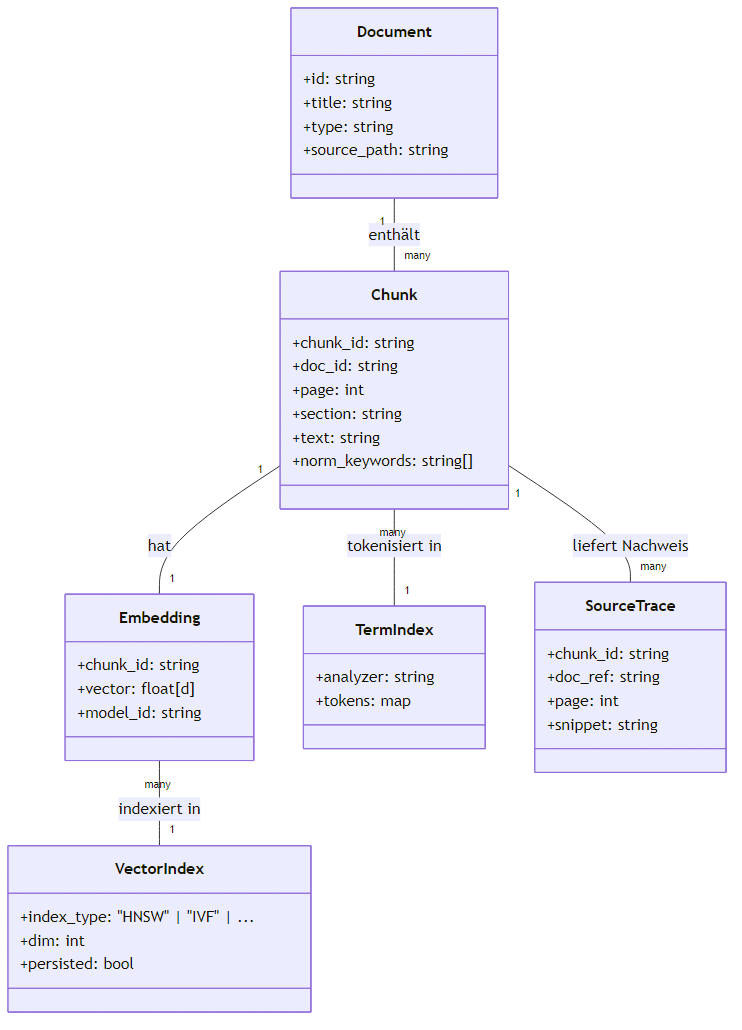 Document
+id: string
+title: string
+type: string
+source_path: string
1
enthält
many
Chunk
+chunk_id: string
+doc_id: string
+page: int
+section: string
+text: string
+norm_keywords: string[]
1
hat
1
many
tokenisiert in
1
1
liefert Nachweis
many
Embedding
+chunk_id: string
+vector: float[d]
+model_id: string
TermIndex
+analyzer: string
+tokens: map
SourceTrace
+chunk_id: string
+doc_ref: string
+page: int
+snippet: string
many
indexiert in
1
VectorIndex
+index_type: "HNSW" | "IVF" | ...
+dim: int
+persisted: bool